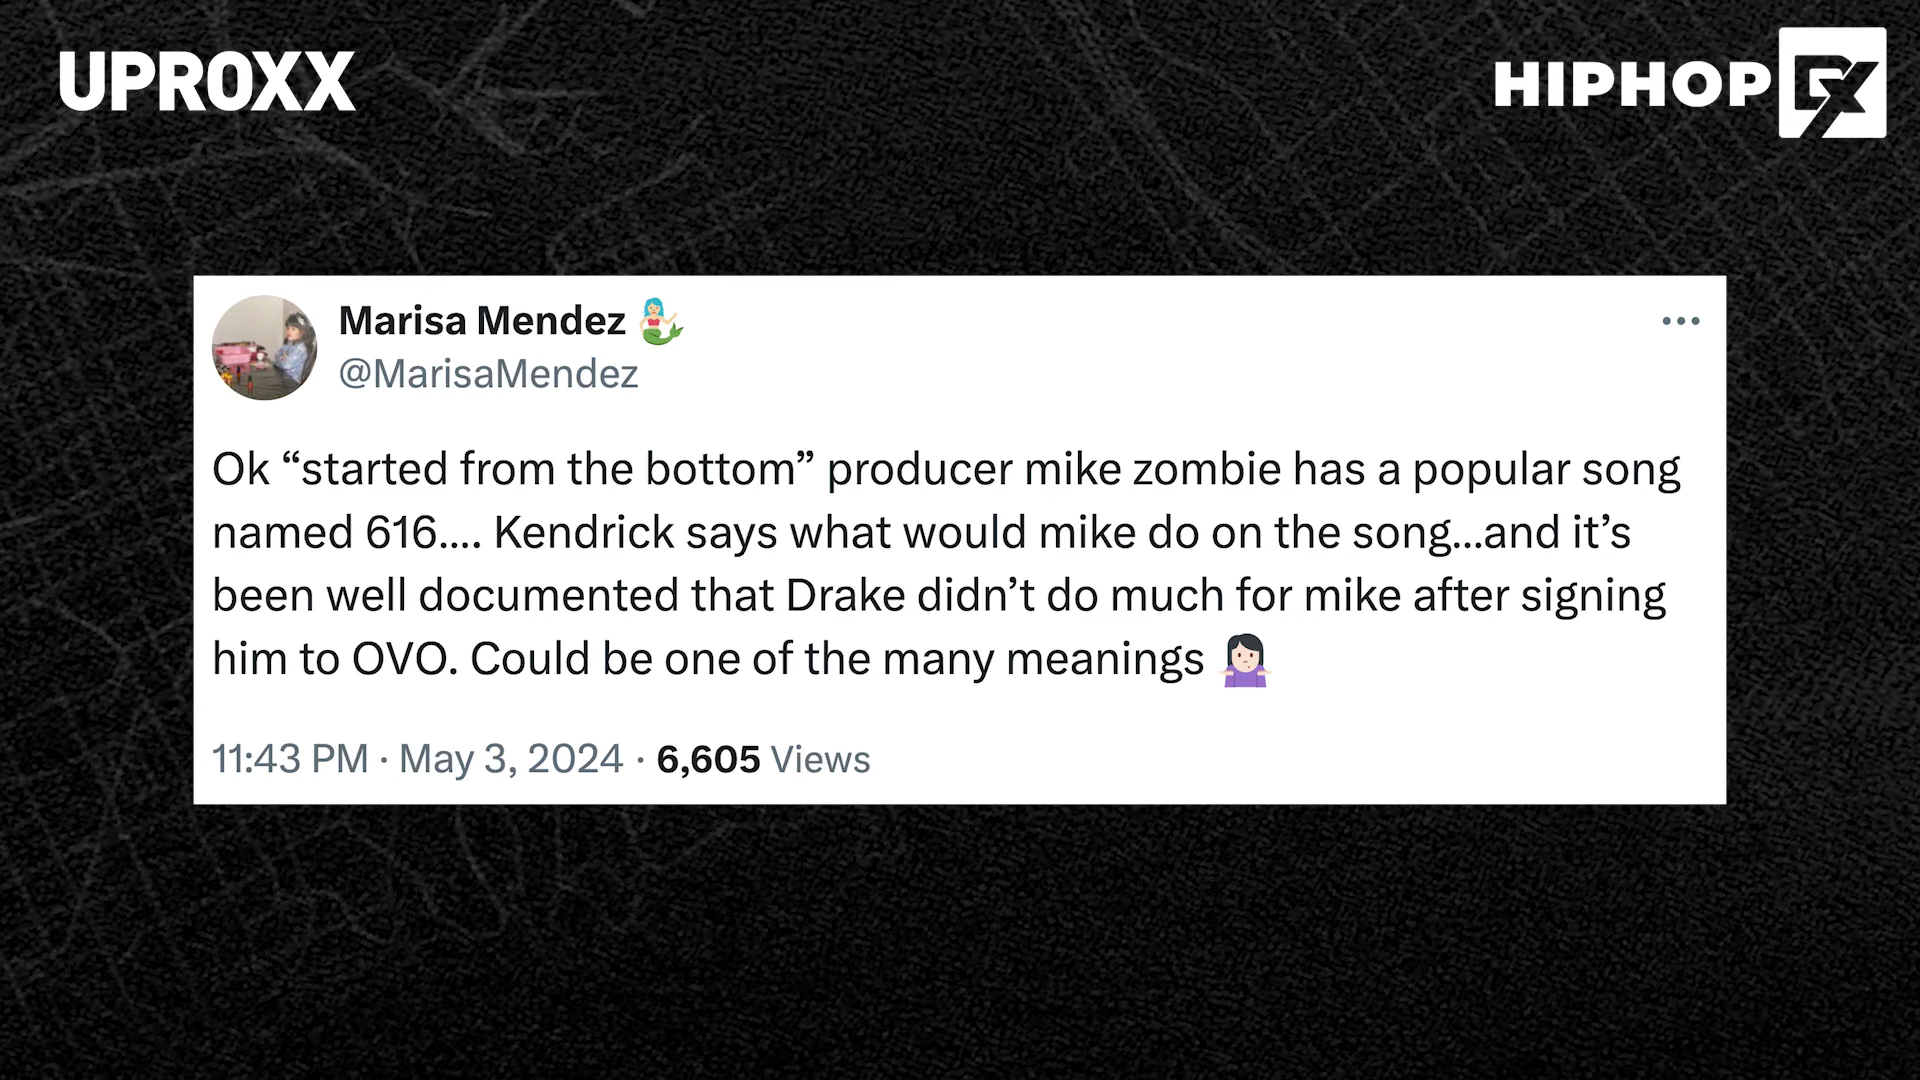 UPROXX
HIPHOP DX
Marisa Mendez 🧜🏻‍♀️
@MarisaMendez
Ok “started from the bottom” producer mike zombie has a popular song
named 616.... Kendrick says what would mike do on the song...and it’s
been well documented that Drake didn’t do much for mike after signing
him to OVO. Could be one of the many meanings 🤷🏻‍♀️
11:43 PM · May 3, 2024 · 6,605 Views